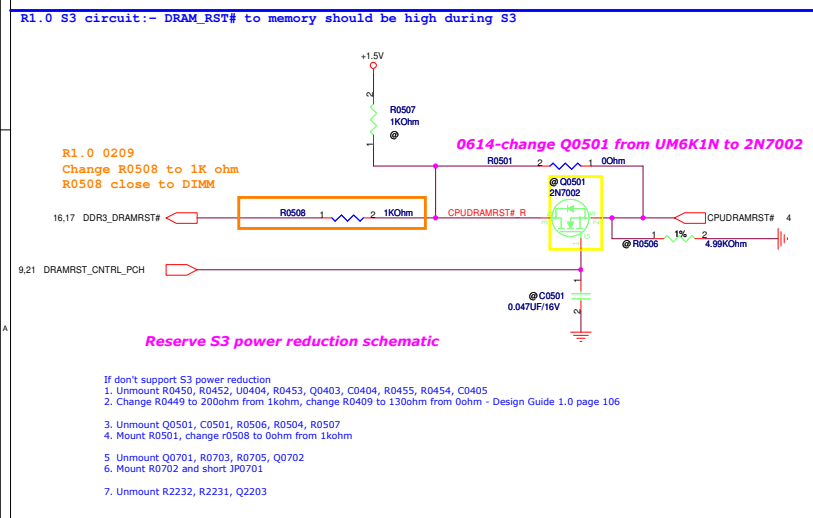 R1.0 S3 circuit:- DRAM_RST# to memory should be high during S3
+1.5V
2
R0507
1KOhm
@
1
0614-change Q0501 from UM6K1N to 2N7002
R1.0 0209
Change R0508 to 1K ohm
R0508 close to DIMM
R0501 2 1 0Ohm
@ Q0501
2N7002
16,17 DDR3_DRAMRST# R0508 1 2 1KOhm CPUDRAMRST# R CPUDRAMRST# 4
1 1% 2
@ R0506 4.99KOhm
9,21 DRAMRST_CNTRL_PCH
1
@ C0501
0.047UF/16V
2
A
Reserve S3 power reduction schematic
If don't support S3 power reduction
1. Unmount R0450, R0452, U0404, R0453, Q0403, C0404, R0455, R0454, C0405
2. Change R0449 to 200ohm from 1kohm, change R0409 to 130ohm from 0ohm - Design Guide 1.0 page 106
3. Unmount Q0501, C0501, R0506, R0504, R0507
4. Mount R0501, change r0508 to 0ohm from 1kohm
5 Unmount Q0701, R0703, R0705, Q0702
6. Mount R0702 and short JP0701
7. Unmount R2232, R2231, Q2203